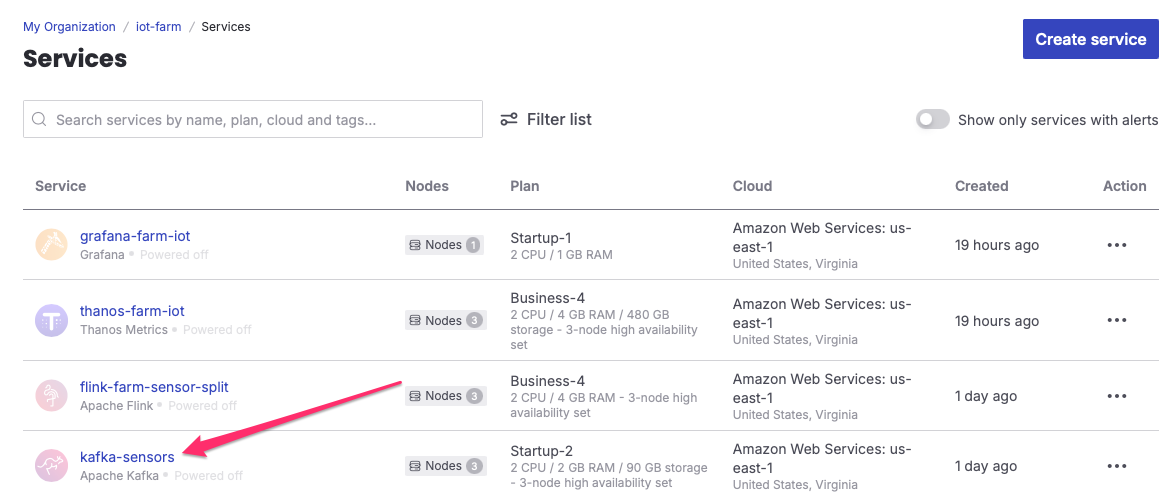 My Organization / iot-farm / Services
Services
Create service
Search services by name, plan, cloud and tags...
Filter list
Show only services with alerts
Service Nodes Plan Cloud Created Action
grafana-farm-iot
Grafana • Powered off
Nodes 1
Startup-1
2 CPU / 1 GB RAM
Amazon Web Services: us-
east-1
United States, Virginia
19 hours ago
T
thanos-farm-iot
Thanos Metrics • Powered off
Nodes 3
Business-4
2 CPU / 4 GB RAM / 480 GB
storage - 3-node high availability
set
Amazon Web Services: us-
east-1
United States, Virginia
19 hours ago
flink-farm-sensor-split
Apache Flink • Powered off
Nodes 3
Business-4
2 CPU / 4 GB RAM - 3-node high
availability set
Amazon Web Services: us-
east-1
United States, Virginia
1 day ago
kafka-sensors
Apache Kafka • Powered off
Nodes 3
Startup-2
2 CPU / 2 GB RAM / 90 GB storage
- 3-node high availability set
Amazon Web Services: us-
east-1
United States, Virginia
1 day ago